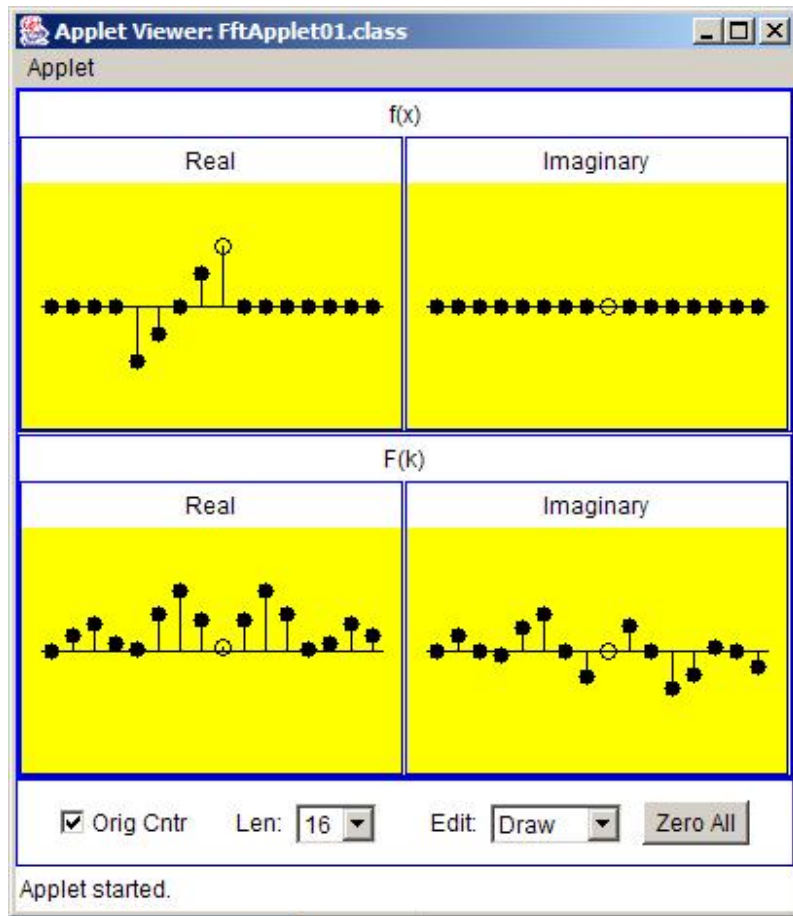 Applet Viewer: FftApplet01.class
Applet
f(x)
Real Imaginary
F(k)
Real Imaginary
Orig Cntr Len: 16 Edit: Draw Zero All
Applet started.